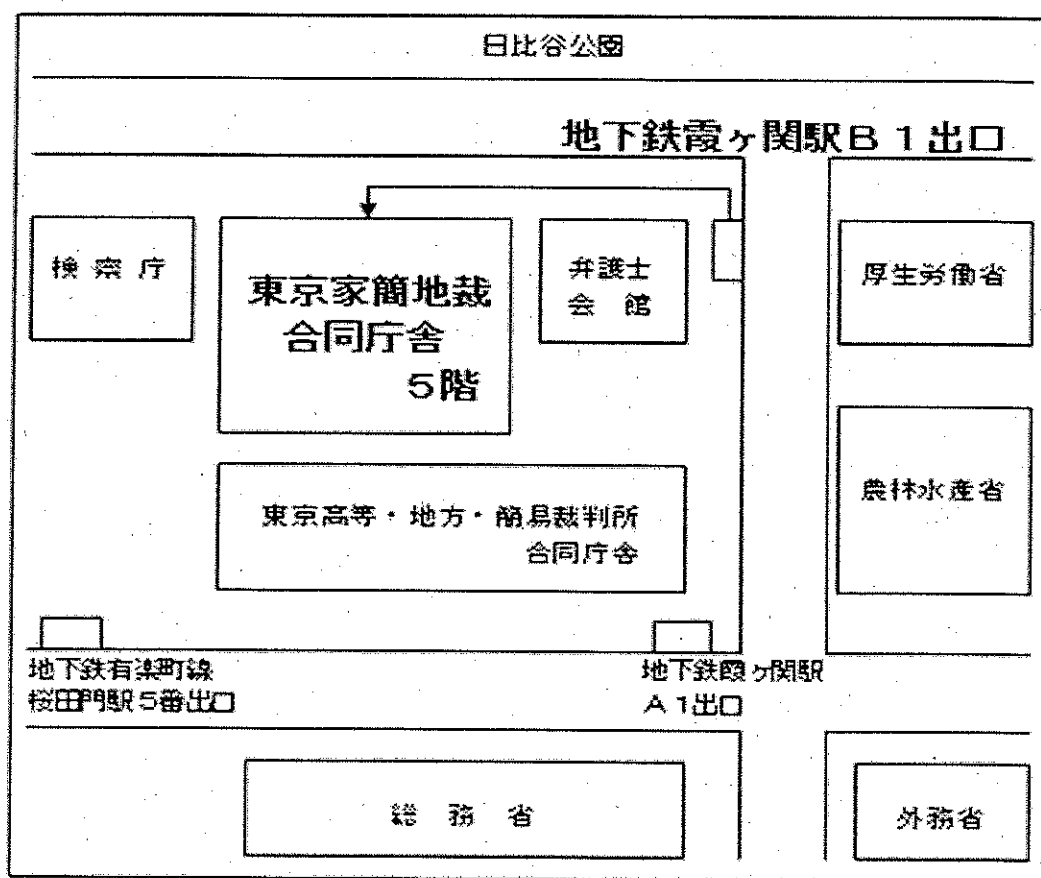 日比谷公園
地下鉄霞ヶ関駅B1出口
検察庁
東京家簡地裁
合同庁舎
5階
弁護士
会館
厚生労働省
農林水産省
東京高等・地方・簡易裁判所
合同庁舎
地下鉄有楽町線
桜田門駅5番出口
地下鉄霞ヶ関駅
A1出口
総務省
外務省